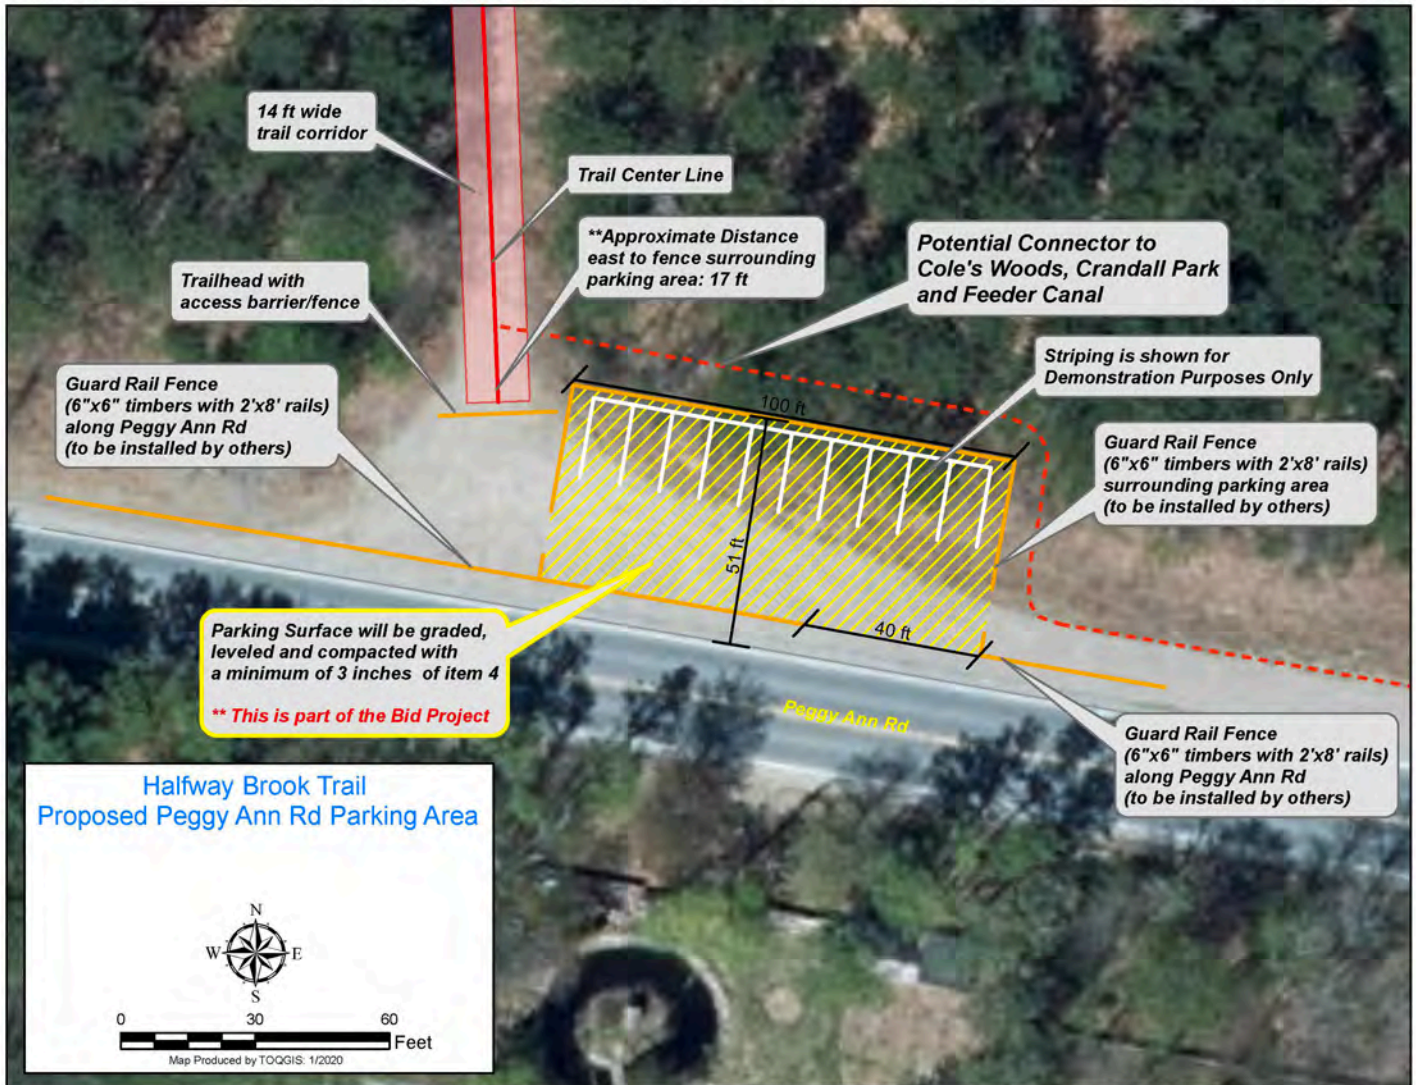 14 ft wide
trail corridor
Trail Center Line
**Approximate Distance
east to fence surrounding
parking area: 17 ft
Potential Connector to
Cole's Woods, Crandall Park
and Feeder Canal
Trailhead with
access barrier/fence
Striping is shown for
Demonstration Purposes Only
Guard Rail Fence
(6"x6" timbers with 2'x8' rails)
along Peggy Ann Rd
(to be installed by others)
100 ft
Guard Rail Fence
(6"x6" timbers with 2'x8' rails)
surrounding parking area
(to be installed by others)
51 ft
40 ft
Parking Surface will be graded,
leveled and compacted with
a minimum of 3 inches of item 4
** This is part of the Bid Project
Peggy Ann Rd
Guard Rail Fence
(6"x6" timbers with 2'x8' rails)
along Peggy Ann Rd
(to be installed by others)
Halfway Brook Trail
Proposed Peggy Ann Rd Parking Area
N
W E
S
0 30 60
Feet
Map Produced by TOQGIS: 1/2020